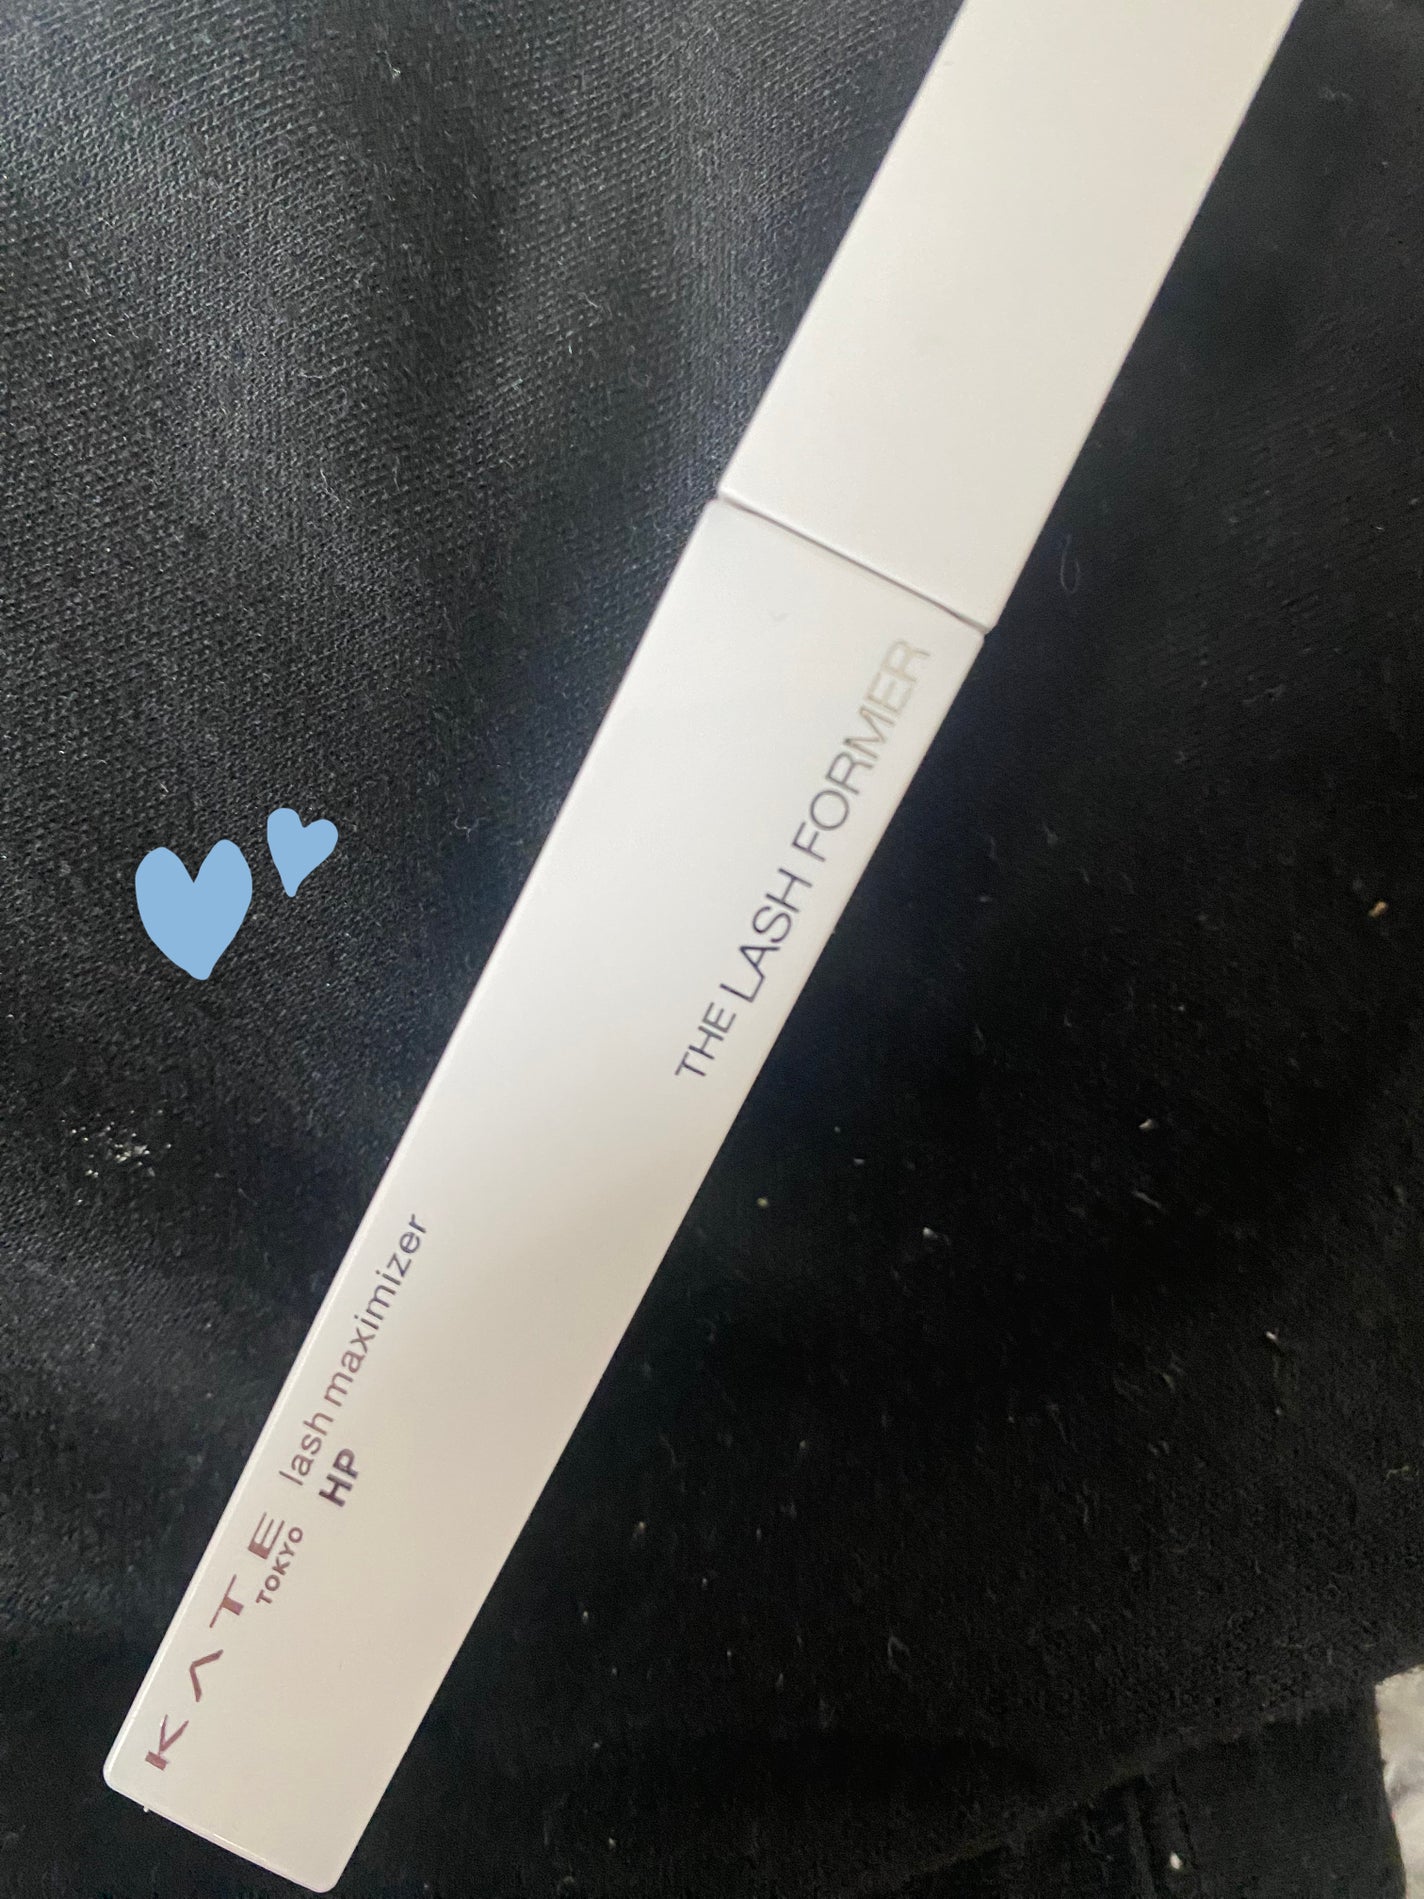 THE LASH FORMER
KATE
TOKYO
lash maximizer
HP